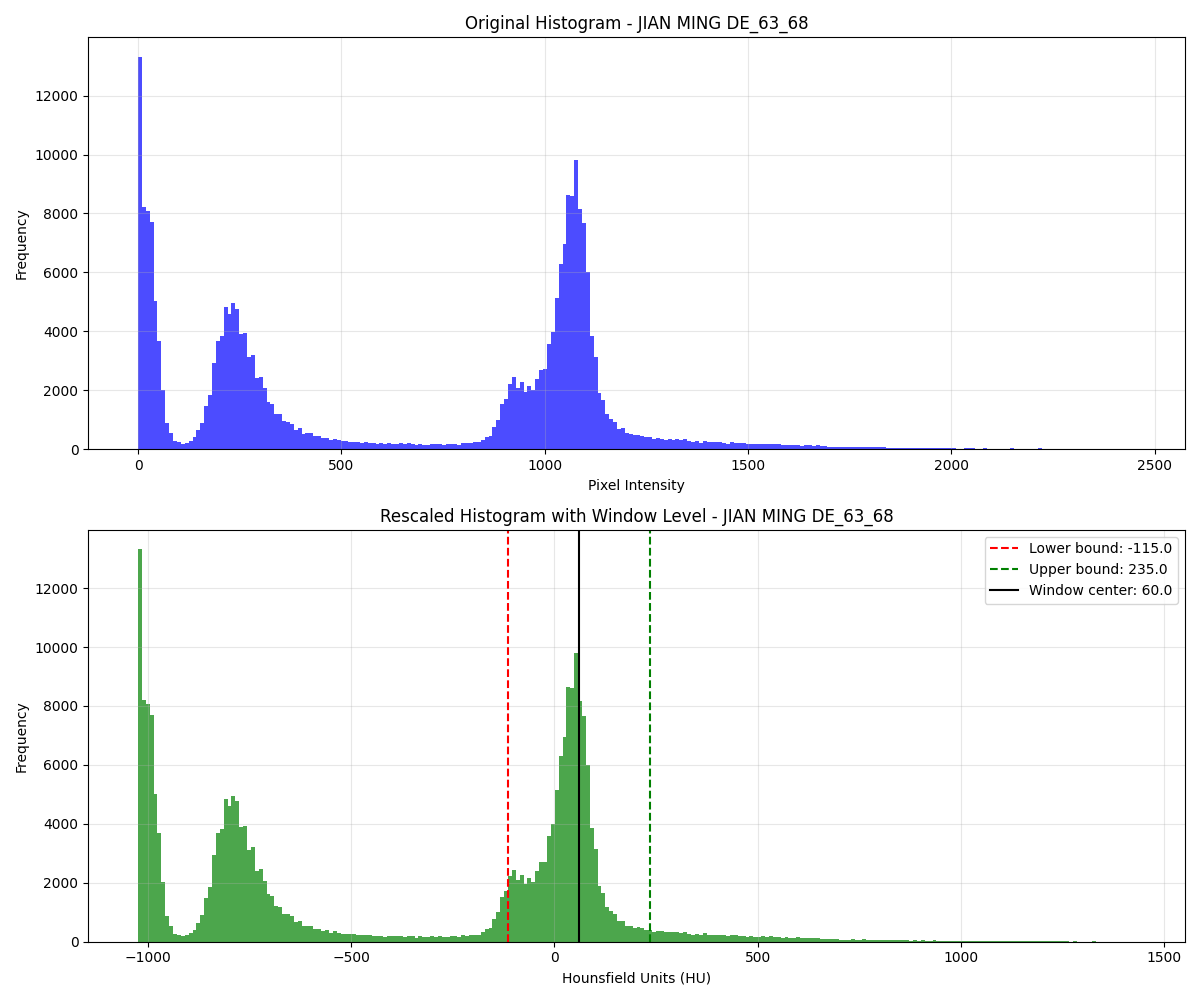 Original Histogram - JIAN MING DE_63_68
12000
10000
8000
6000
4000
2000
0
Frequency
0 500 1000 1500 2000 2500
Pixel Intensity
Rescaled Histogram with Window Level - JIAN MING DE_63_68
Lower bound: -115.0
Upper bound: 235.0
Window center: 60.0
12000
10000
8000
6000
4000
2000
0
Frequency
−1000 −500 0 500 1000 1500
Hounsfield Units (HU)